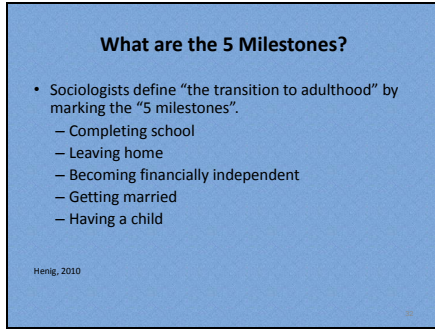 What are the 5 Milestones?
• Sociologists define “the transition to adulthood” by
marking the “5 milestones”.
– Completing school
– Leaving home
– Becoming financially independent
– Getting married
– Having a child
Henig, 2010